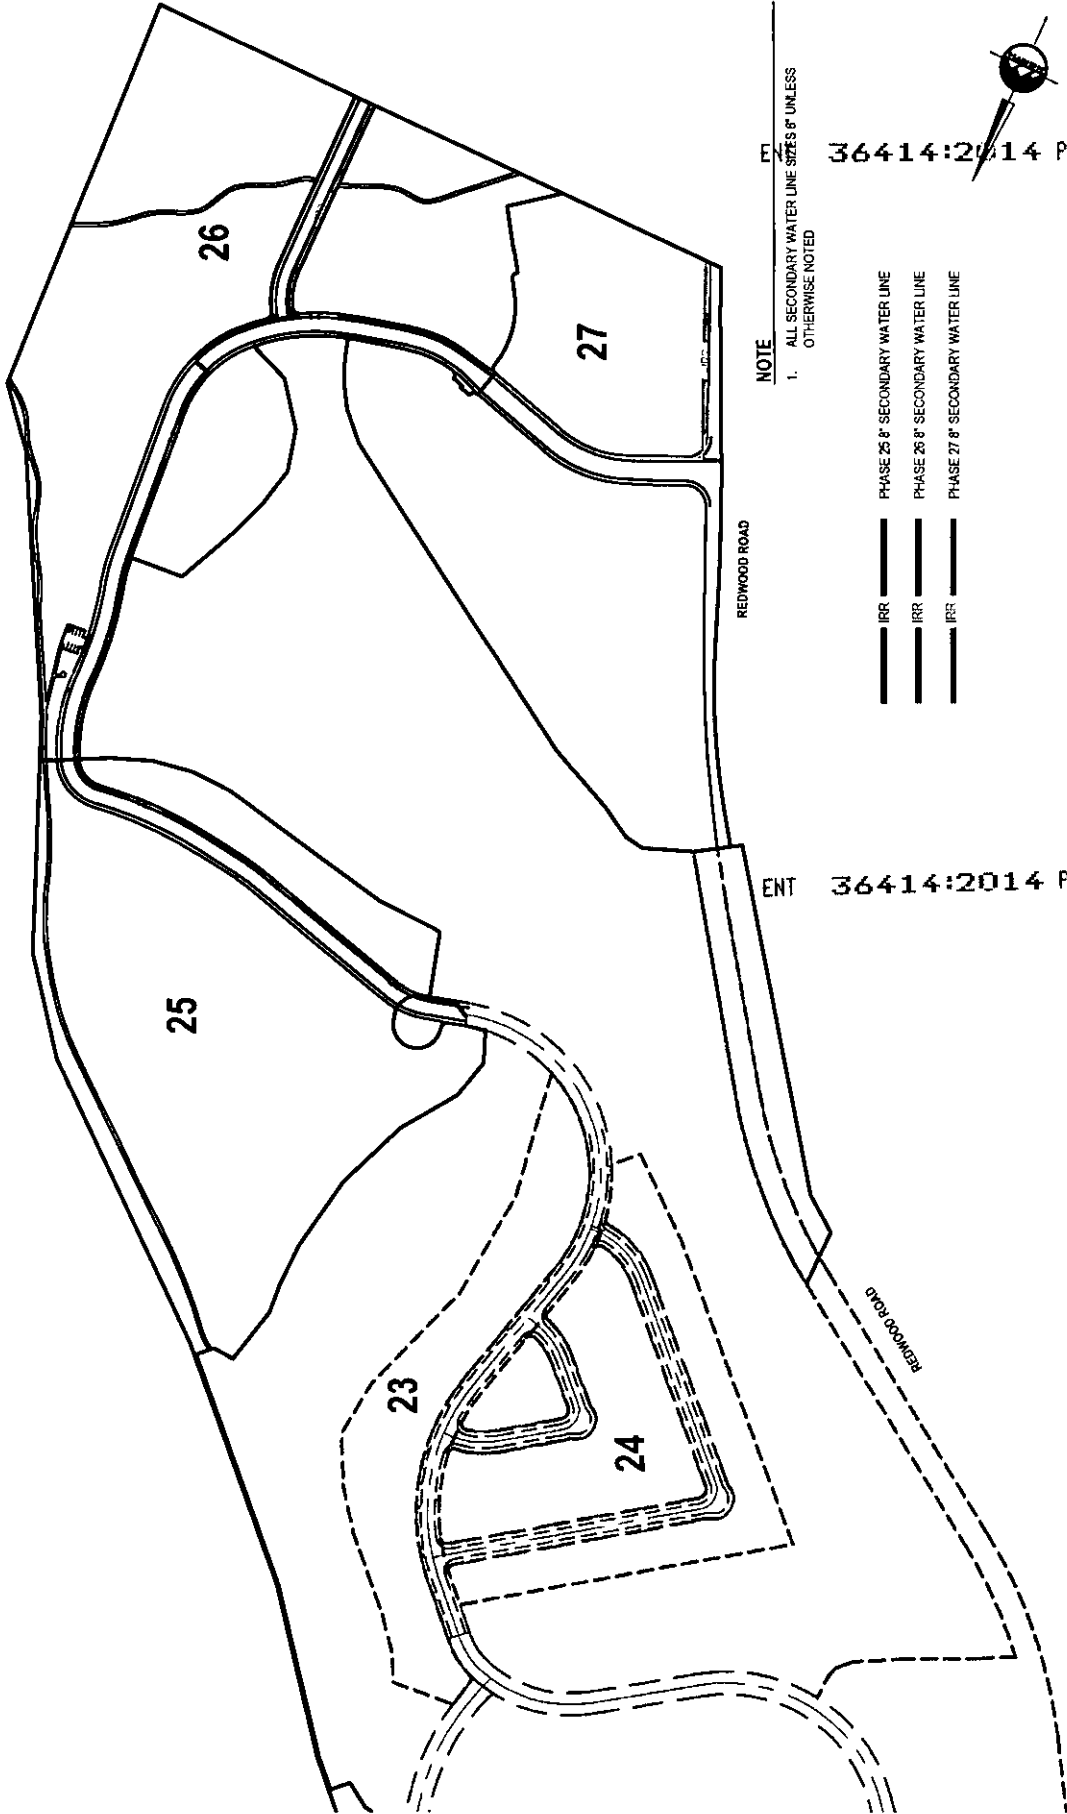 ENT 36414:2014 P
NOTE
1. ALL SECONDARY WATER LINE SIZES 8" UNLESS
OTHERWISE NOTED
IRR PHASE 25 8" SECONDARY WATER LINE
IRR PHASE 26 8" SECONDARY WATER LINE
IRR PHASE 27 8" SECONDARY WATER LINE
26
27
REDWOOD ROAD
ENT 36414:2014 P
25
23
24
REDWOOD ROAD